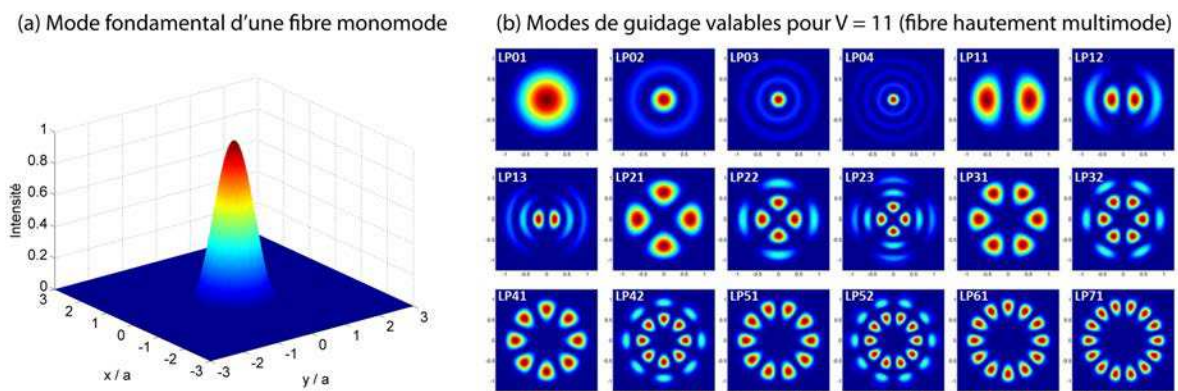 (a) Mode fondamental d'une fibre monomode
(b) Modes de guidage valables pour V = 11 (fibre hautement multimode)
Intensité
1
0.8
0.6
0.4
0.2
0
3
2
1
0
-1
-2
-3
x / a
-3
-2
-1
0
1
2
3
y / a
LP01 LP02 LP03 LP04 LP11 LP12
LP13 LP21 LP22 LP23 LP31 LP32
LP41 LP42 LP51 LP52 LP61 LP71